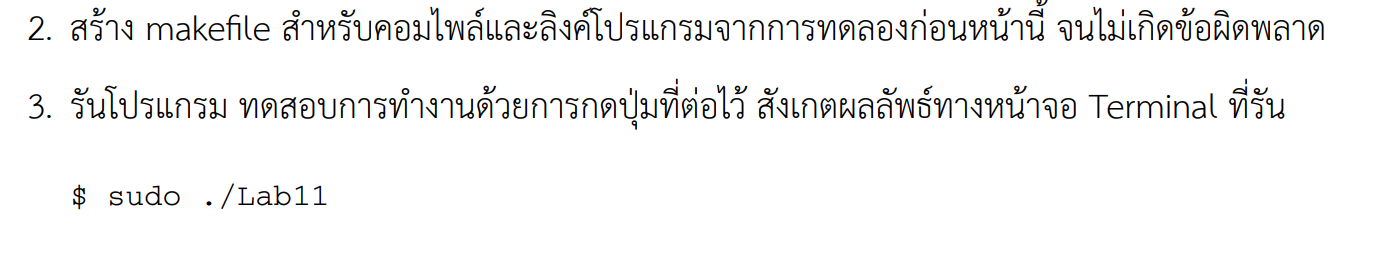 2. สร้าง makefile สำหรับคอมไพล์และลิงค์โปรแกรมจากการทดลองก่อนหน้านี้ จนไม่เกิดข้อผิดพลาด
3. รันโปรแกรม ทดสอบการทำงานด้วยการกดปุ่มที่ต่อไว้ สังเกตผลลัพธ์ทางหน้าจอ Terminal ที่รัน
$ sudo ./Lab11